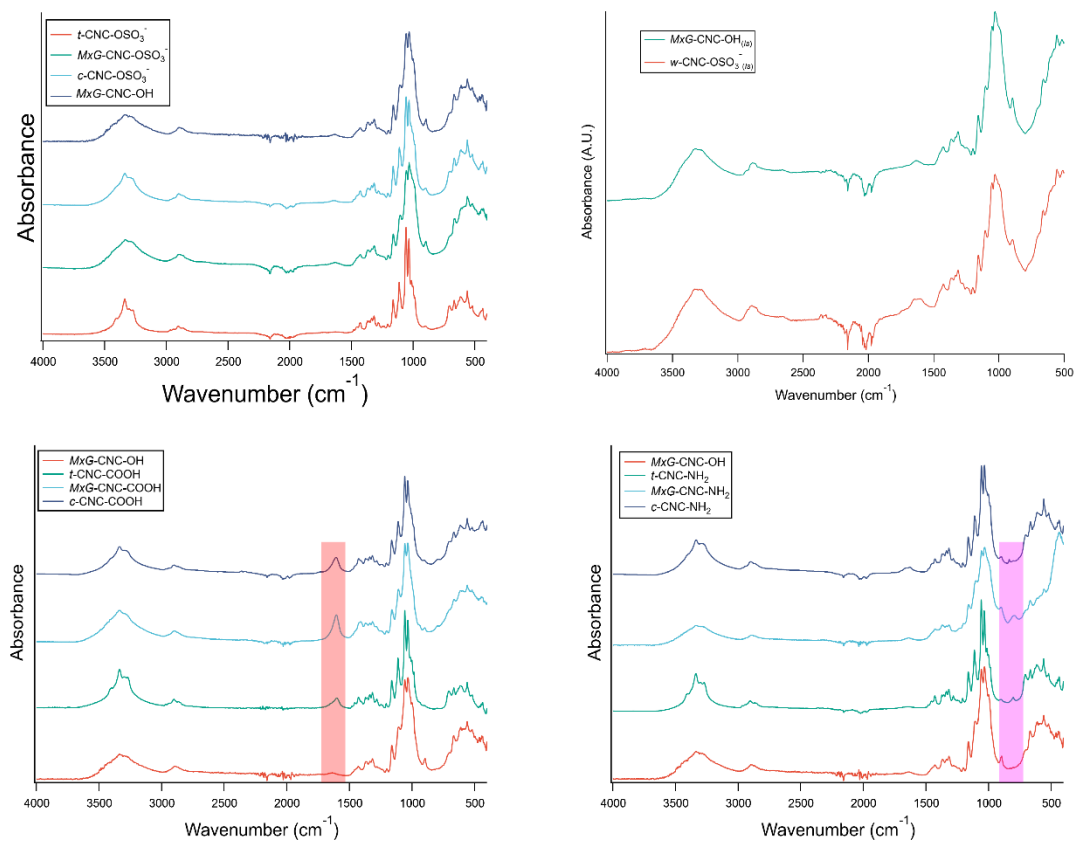 t-CNC-OSO₃⁻
MxG-CNC-OSO₃⁻
c-CNC-OSO₃⁻
MxG-CNC-OH
Absorbance
4000 3500 3000 2500 2000 1500 1000 500
Wavenumber (cm⁻¹)
MxG-CNC-OH(Ia)
w-CNC-OSO₃⁻(Ia)
Absorbance (A.U.)
4000 3500 3000 2500 2000 1500 1000 500
Wavenumber (cm⁻¹)
MxG-CNC-OH
t-CNC-COOH
MxG-CNC-COOH
c-CNC-COOH
Absorbance
4000 3500 3000 2500 2000 1500 1000 500
Wavenumber (cm⁻¹)
MxG-CNC-OH
t-CNC-NH₂
MxG-CNC-NH₂
c-CNC-NH₂
Absorbance
4000 3500 3000 2500 2000 1500 1000 500
Wavenumber (cm⁻¹)